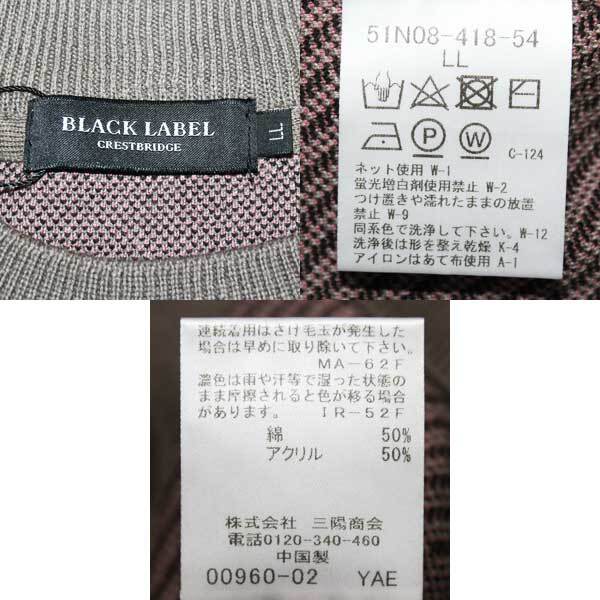 BLACK LABEL
CRESTBRIDGE
LL
51N08-418-54
LL
P
W
C-124
ネット使用 W-1
蛍光増白剤使用禁止 W-2
つけ置きや濡れたままの放置
禁止 W-9
同系色で洗浄して下さい。W-12
洗浄後は形を整え乾燥 K-4
アイロンはあて布使用 A-1
連続着用はさけ毛玉が発生した
場合は早めに取り除いて下さい。
MA-62F
濃色は雨や汗等で湿った状態の
まま摩擦されると色が移る場合
があります。 IR-52F
綿 50%
アクリル 50%
株式会社 三陽商会
電話0120-340-460
中国製
00960-02 YAE